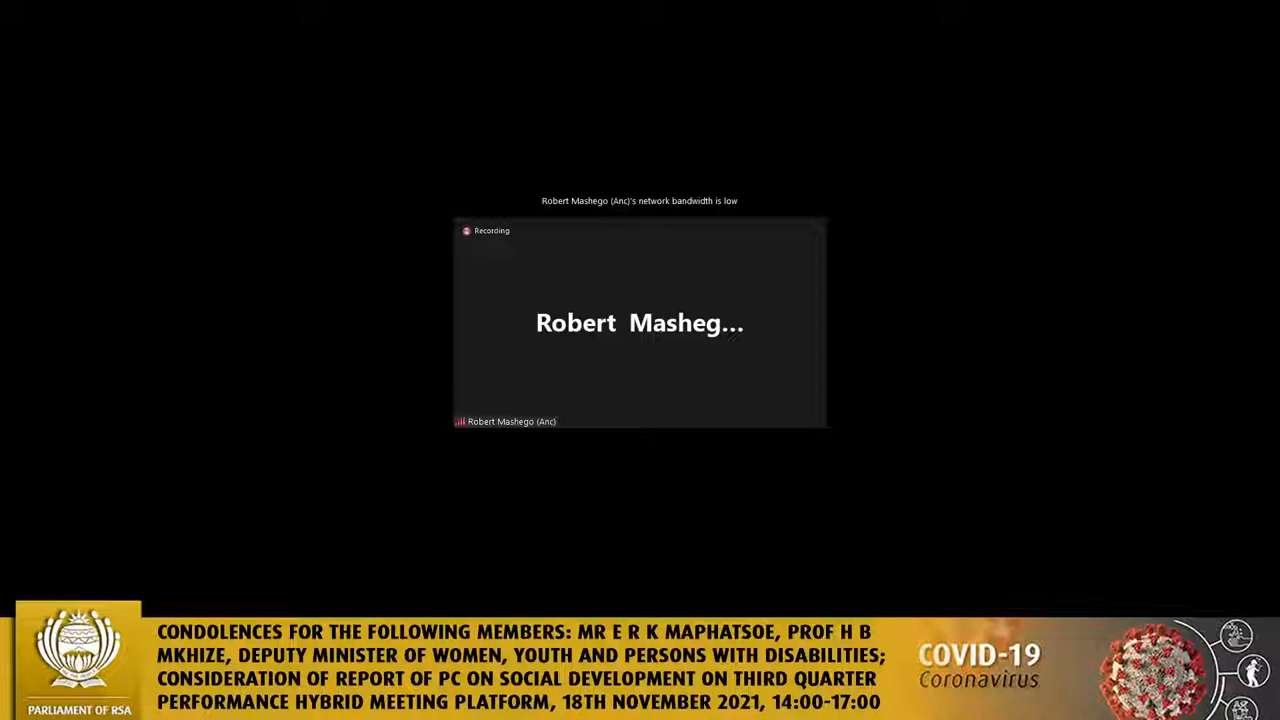 Robert Mashego (Anc)'s network bandwidth is low
Recording
Robert Masheg...
Robert Mashego (Anc)
CONDOLENCES FOR THE FOLLOWING MEMBERS: MR E R K MAPHATSOE, PROF H B
MKHIZE, DEPUTY MINISTER OF WOMEN, YOUTH AND PERSONS WITH DISABILITIES;
CONSIDERATION OF REPORT OF PC ON SOCIAL DEVELOPMENT ON THIRD QUARTER
PERFORMANCE HYBRID MEETING PLATFORM, 18TH NOVEMBER 2021, 14:00-17:00
PARLIAMENT OF RSA
COVID-19
Coronavirus